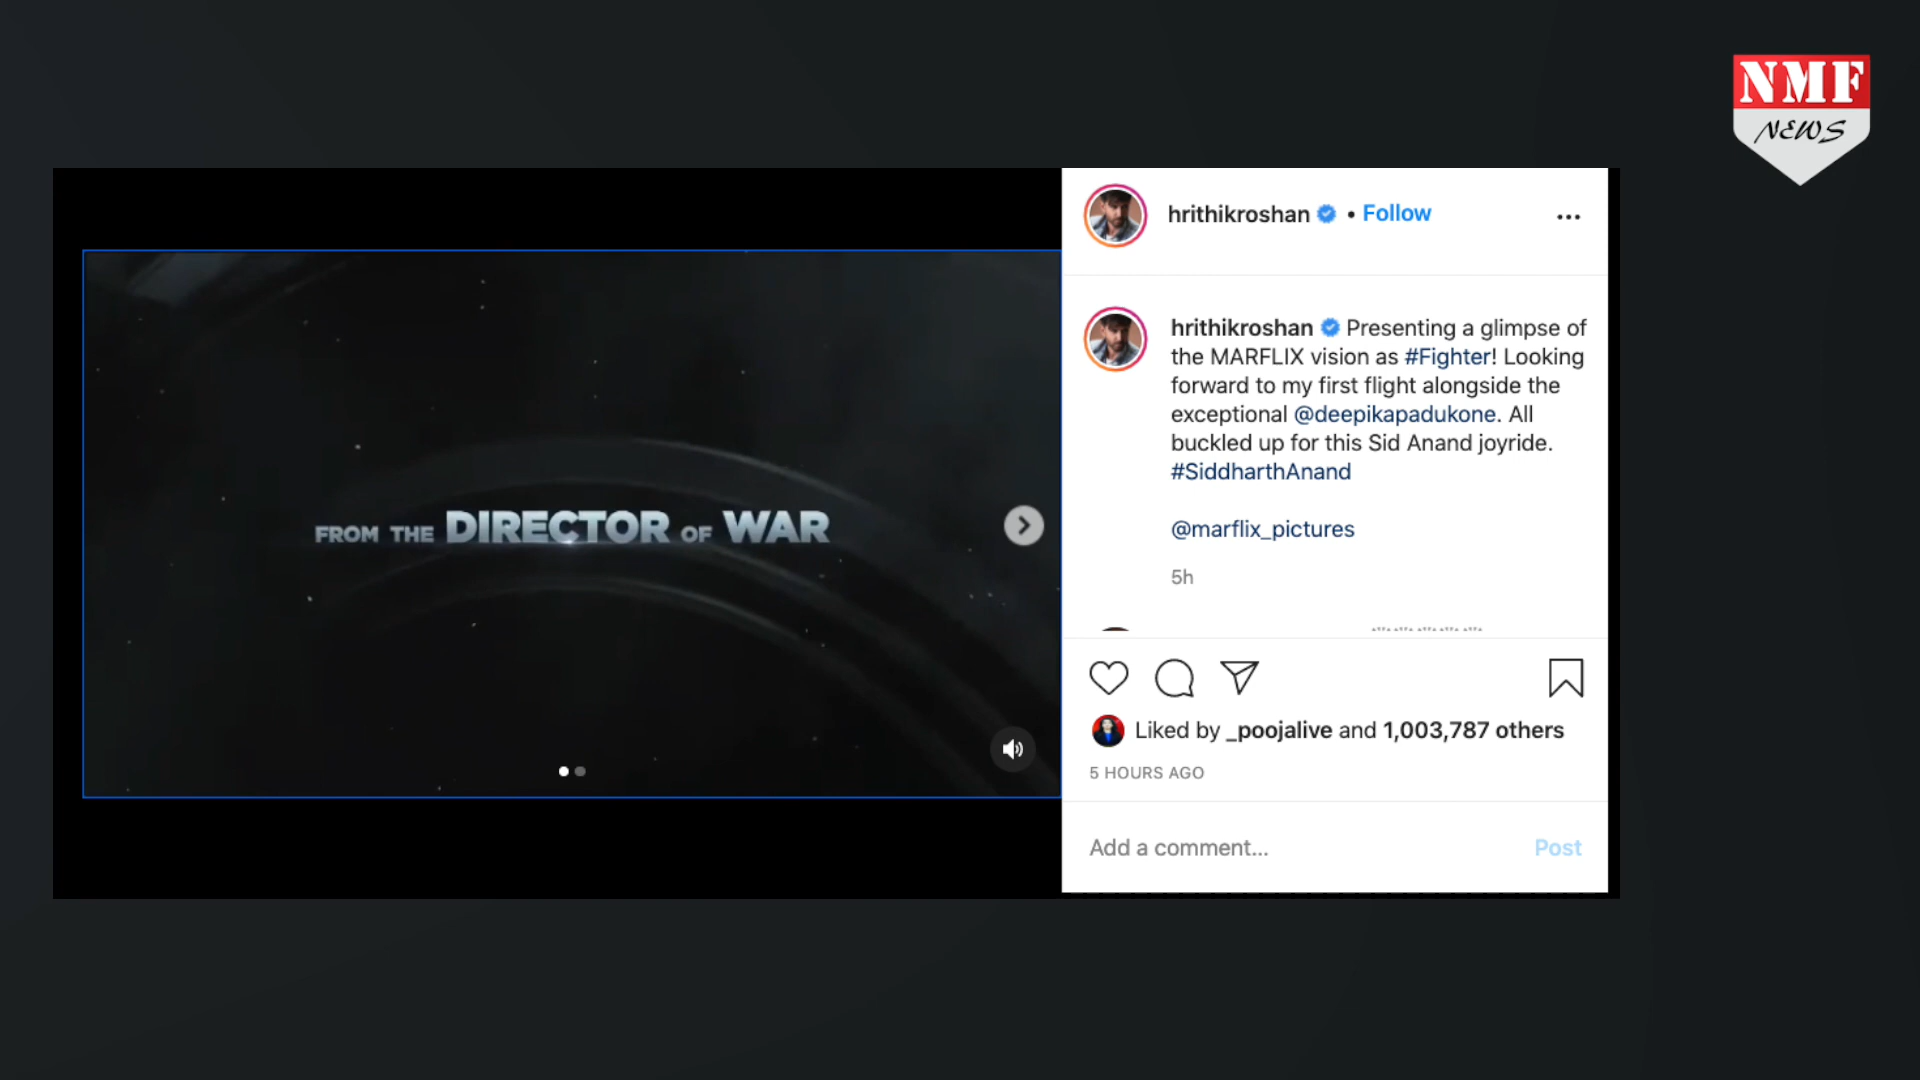 NMF
NEWS
hrithikroshan • Follow
FROM THE DIRECTOR OF WAR
hrithikroshan Presenting a glimpse of
the MARFLIX vision as #Fighter! Looking
forward to my first flight alongside the
exceptional @deepikapadukone. All
buckled up for this Sid Anand joyride.
#SiddharthAnand
@marflix_pictures
5h
Liked by _poojalive and 1,003,787 others
5 HOURS AGO
Add a comment...
Post